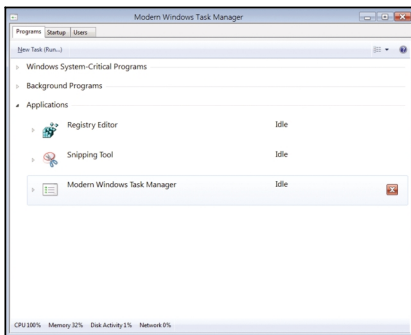 Modern Windows Task Manager
Programs Startup Users
New Task (Run...)
Windows System-Critical Programs
Background Programs
Applications
Registry Editor Idle
Snipping Tool Idle
Modern Windows Task Manager Idle
CPU 100% Memory 32% Disk Activity 1% Network 0%